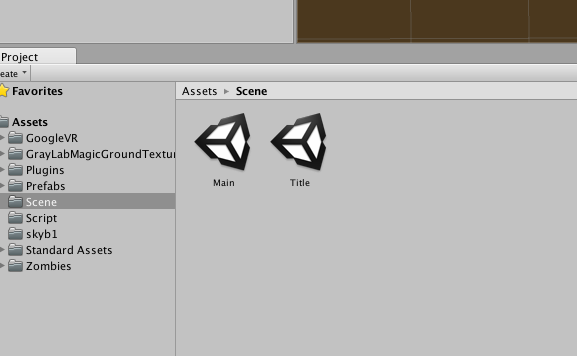 Project
eate
Favorites
Assets ▸ Scene
Assets
GoogleVR
GrayLabMagicGroundTextur
Plugins
Prefabs
Scene
Script
skyb1
Standard Assets
Zombies
Main
Title